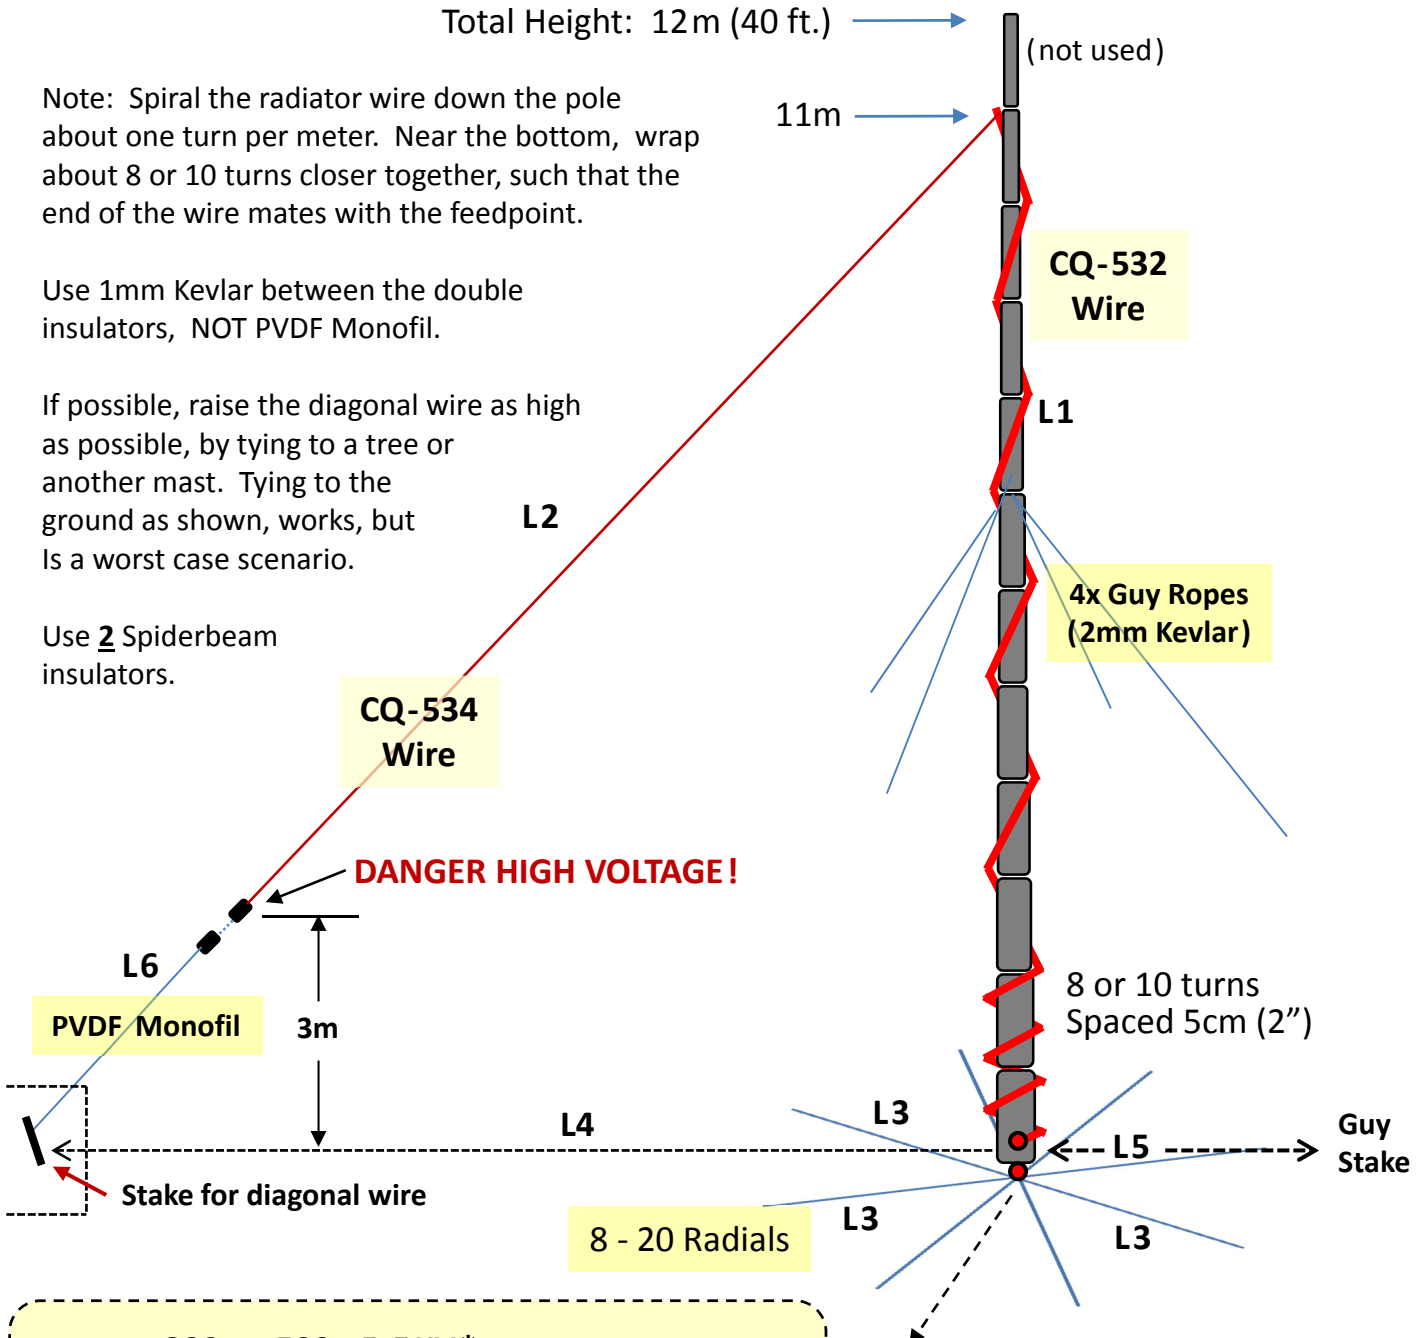 Total Height: 12m (40 ft.)
(not used)
Note: Spiral the radiator wire down the pole
about one turn per meter. Near the bottom, wrap
about 8 or 10 turns closer together, such that the
end of the wire mates with the feedpoint.
11m
Use 1mm Kevlar between the double
insulators, NOT PVDF Monofil.
CQ-532
Wire
If possible, raise the diagonal wire as high
as possible, by tying to a tree or
another mast. Tying to the
ground as shown, works, but
Is a worst case scenario.
L1
L2
Use 2 Spiderbeam
insulators.
4x Guy Ropes
(2mm Kevlar)
CQ-534
Wire
DANGER HIGH VOLTAGE!
L6
PVDF Monofil
3m
8 or 10 turns
Spaced 5cm (2”)
L3
L4
L5
Guy
Stake
Stake for diagonal wire
L3
L3
8 - 20 Radials